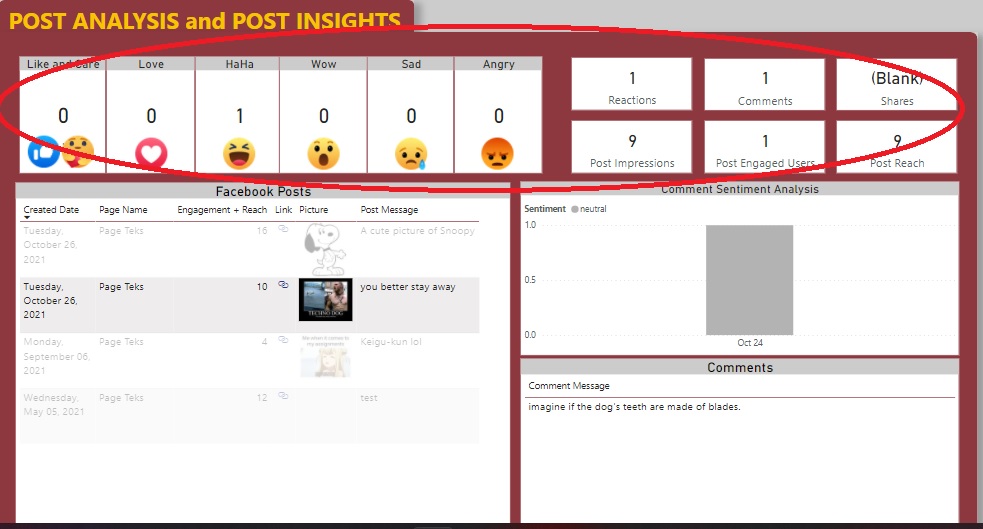 POST ANALYSIS and POST INSIGHTS
Like and Care Love HaHa Wow Sad Angry
0 0 1 0 0 0
1
Reactions
1
Comments
(Blank)
Shares
9
Post Impressions
1
Post Engaged Users
9
Post Reach
Facebook Posts
Created Date Page Name Engagement + Reach Link Picture Post Message
Tuesday, Page Teks 16 A cute picture of Snoopy
October 26,
2021
Tuesday, Page Teks 10 you better stay away
October 26,
2021
TECHNO DOG
Monday, Page Teks 4 Keigu-kun lol
September 06,
2021
Me when it comes to
my assignments
Wednesday, Page Teks 12 test
May 05, 2021
Comment Sentiment Analysis
Sentiment neutral
1.0
0.5
0.0
Oct 24
Comments
Comment Message
imagine if the dog's teeth are made of blades.